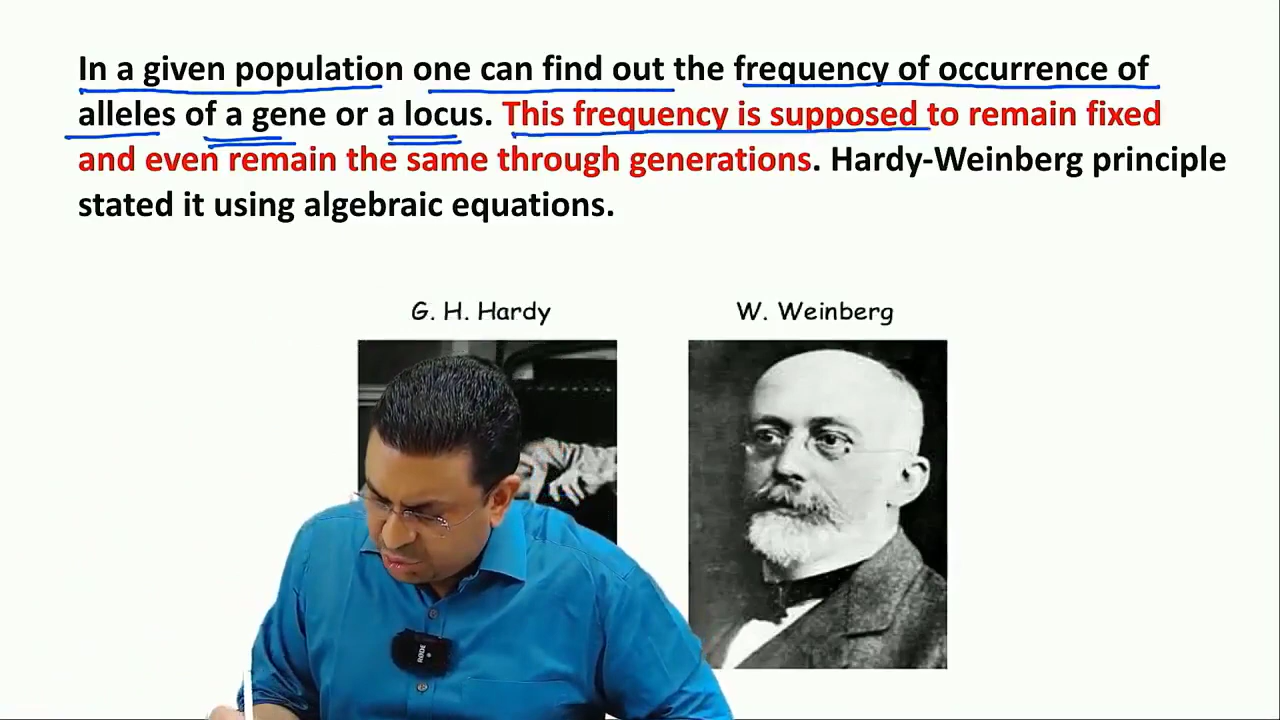 In a given population one can find out the frequency of occurrence of
alleles of a gene or a locus. This frequency is supposed to remain fixed
and even remain the same through generations. Hardy-Weinberg principle
stated it using algebraic equations.
G. H. Hardy
W. Weinberg
RODE